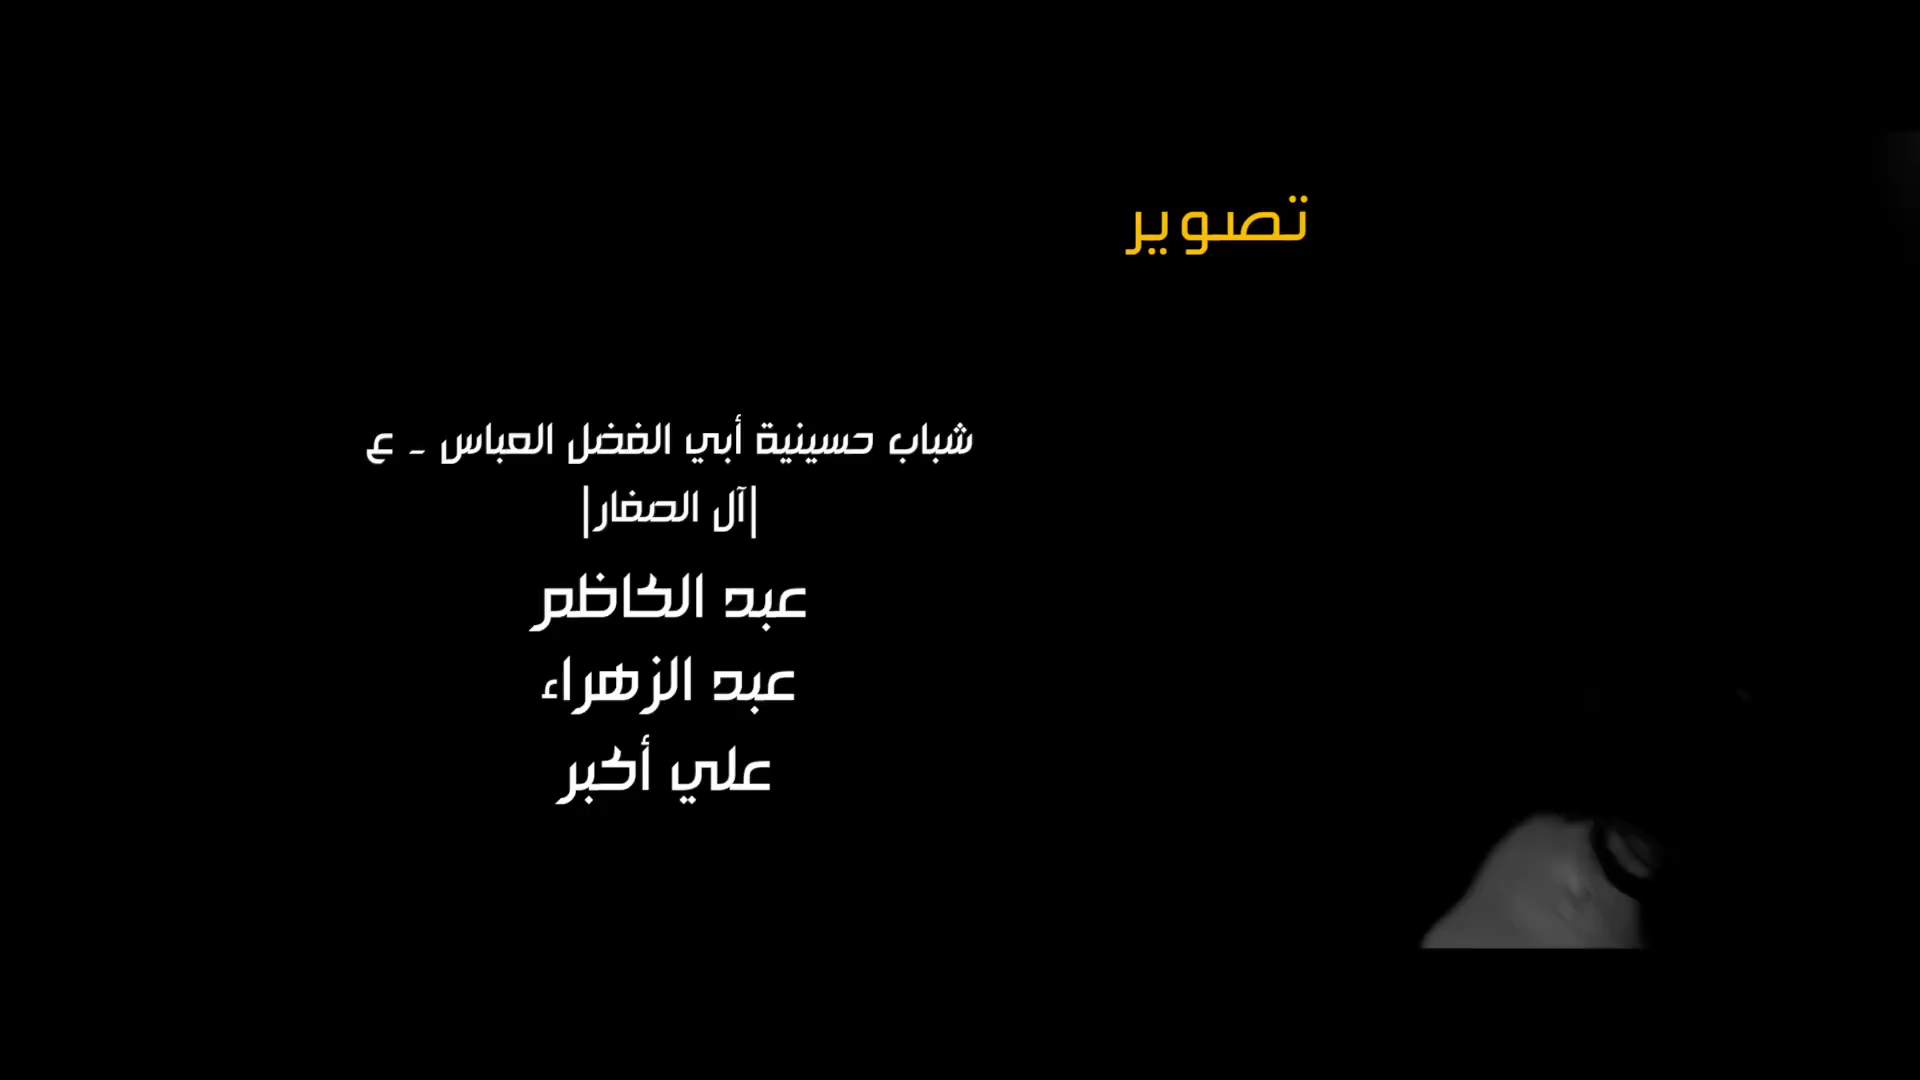 تصوير
شباب حسينية أبي الفضل العباس - ع
|آل الصفار|
عبد الكاظم
عبد الزهراء
علي أكبر